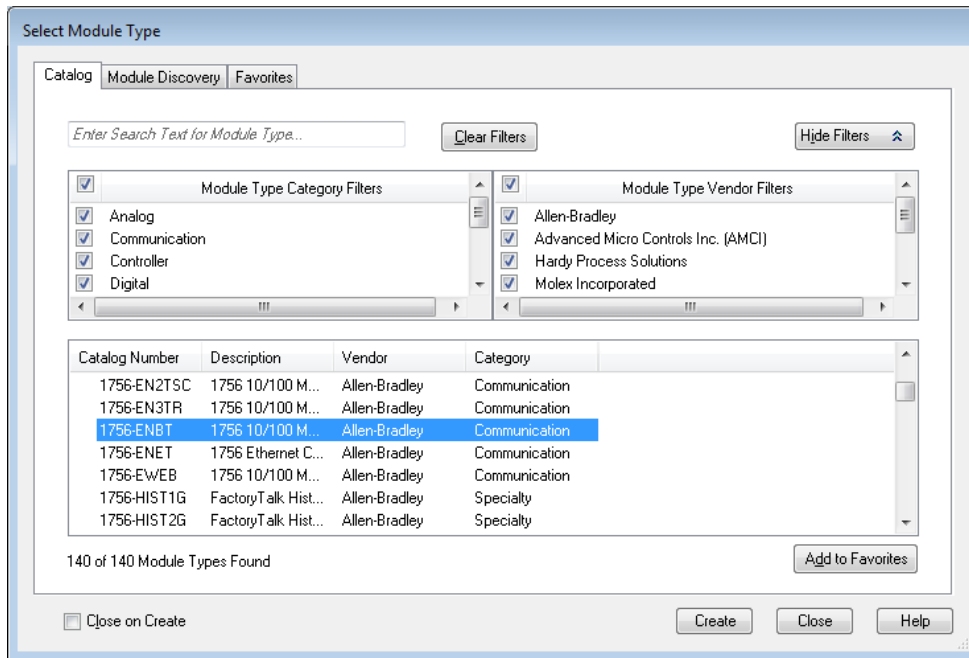 Select Module Type
Catalog Module Discovery Favorites
Enter Search Text for Module Type... Clear Filters Hide Filters
Module Type Category Filters Module Type Vendor Filters
Analog Allen-Bradley
Communication Advanced Micro Controls Inc. (AMCI)
Controller Hardy Process Solutions
Digital Molex Incorporated
Catalog Number Description Vendor Category
1756-EN2TSC 1756 10/100 M... Allen-Bradley Communication
1756-EN3TR 1756 10/100 M... Allen-Bradley Communication
1756-ENBT 1756 10/100 M... Allen-Bradley Communication
1756-ENET 1756 Ethernet C... Allen-Bradley Communication
1756-EWEB 1756 10/100 M... Allen-Bradley Communication
1756-HIST1G FactoryTalk Hist... Allen-Bradley Specialty
1756-HIST2G FactoryTalk Hist... Allen-Bradley Specialty
140 of 140 Module Types Found Add to Favorites
Close on Create Create Close Help